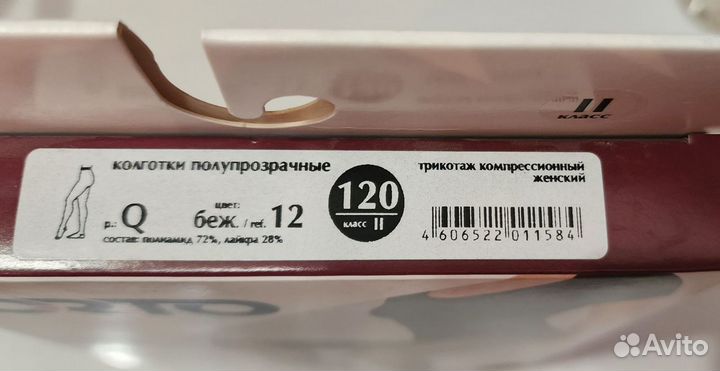 II
класс
колготки полупрозрачные
р.: Q
цвет:
беж. / ref. 12
состав: полиамид 72%, лайкра 28%
120
класс II
трикотаж компрессионный
женский
4 606522 011584
Avito